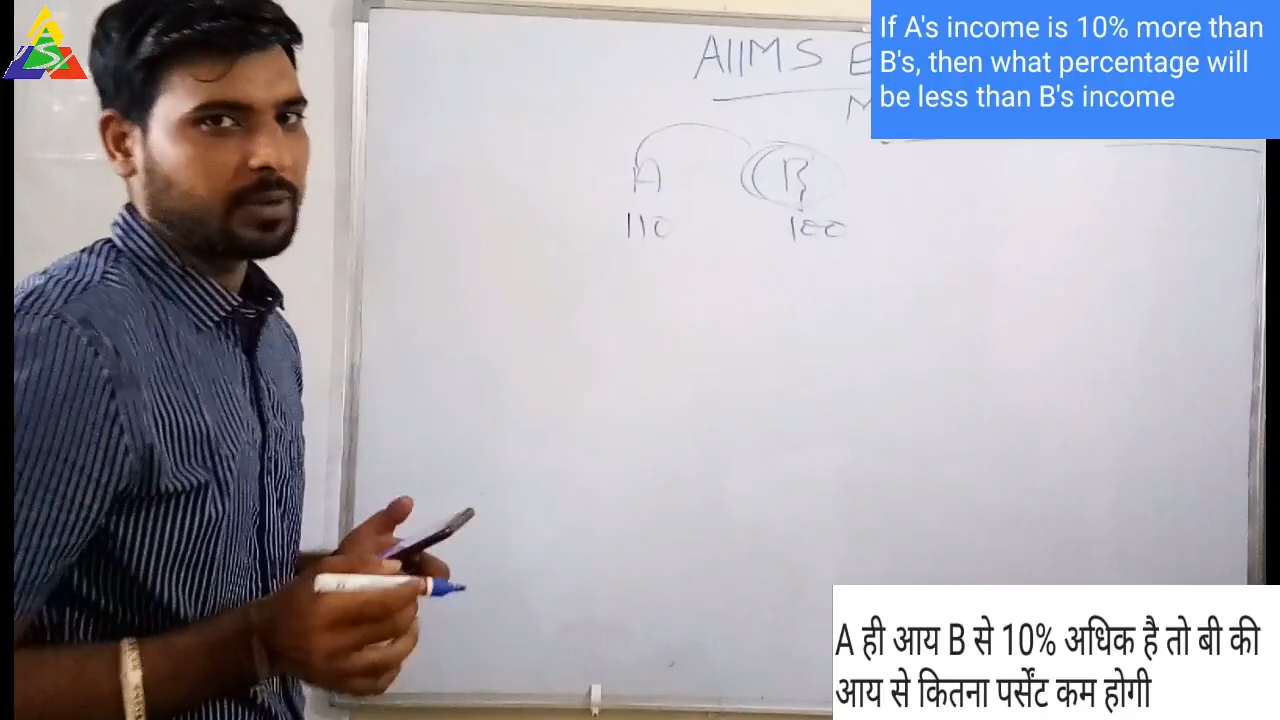 If A's income is 10% more than
B's, then what percentage will
be less than B's income
AIIMS
A B
110 100
A ही आय B से 10% अधिक है तो बी की
आय से कितना पर्सेंट कम होगी